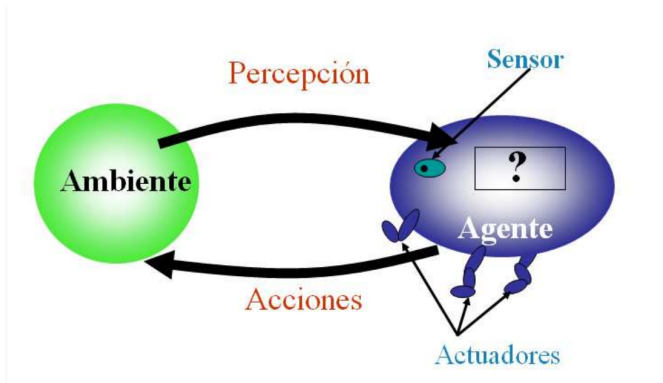 Sensor
Percepción
Ambiente
?
Agente
Acciones
Actuadores